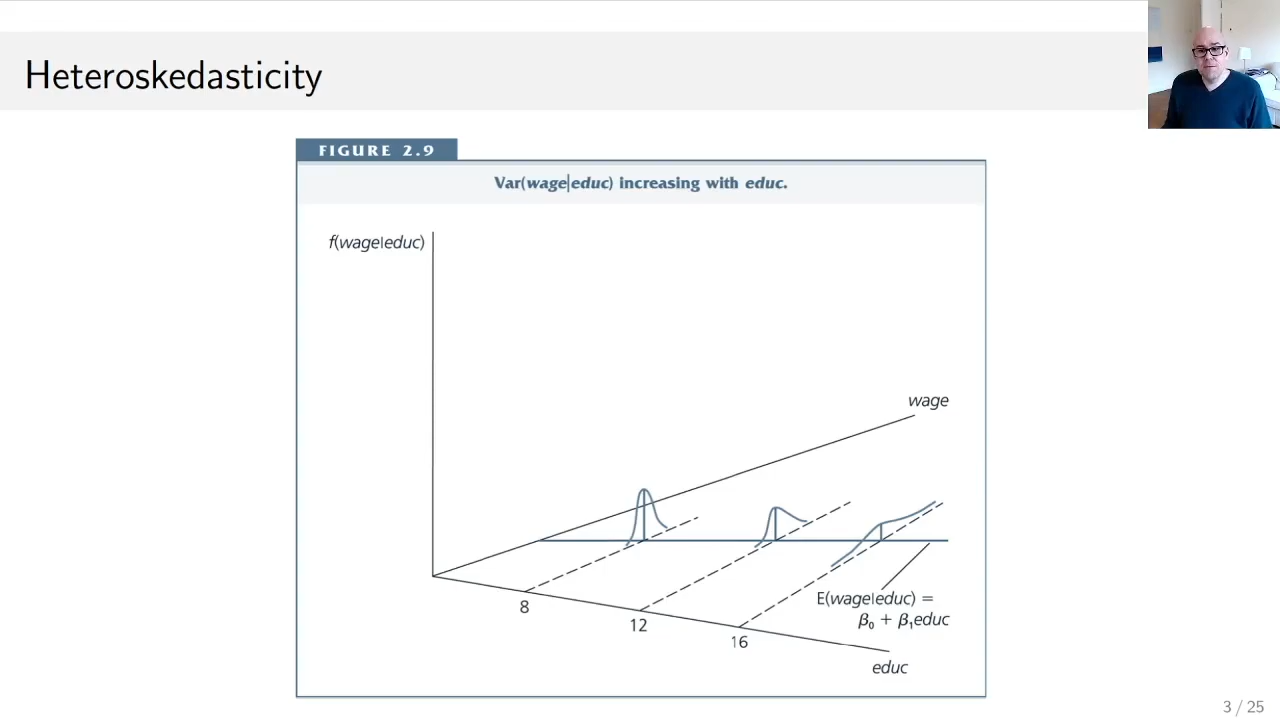 Heteroskedasticity
FIGURE 2.9
Var(wage|educ) increasing with educ.
f(wage|educ)
wage
8
12
16
E(wage|educ) =
β₀ + β₁educ
educ
3 / 25